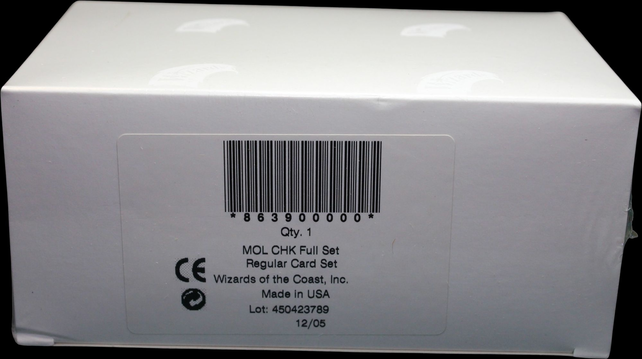 *863900000*
Qty. 1
MOL CHK Full Set
Regular Card Set
CE Wizards of the Coast, Inc.
Made in USA
Lot: 450423789
12/05